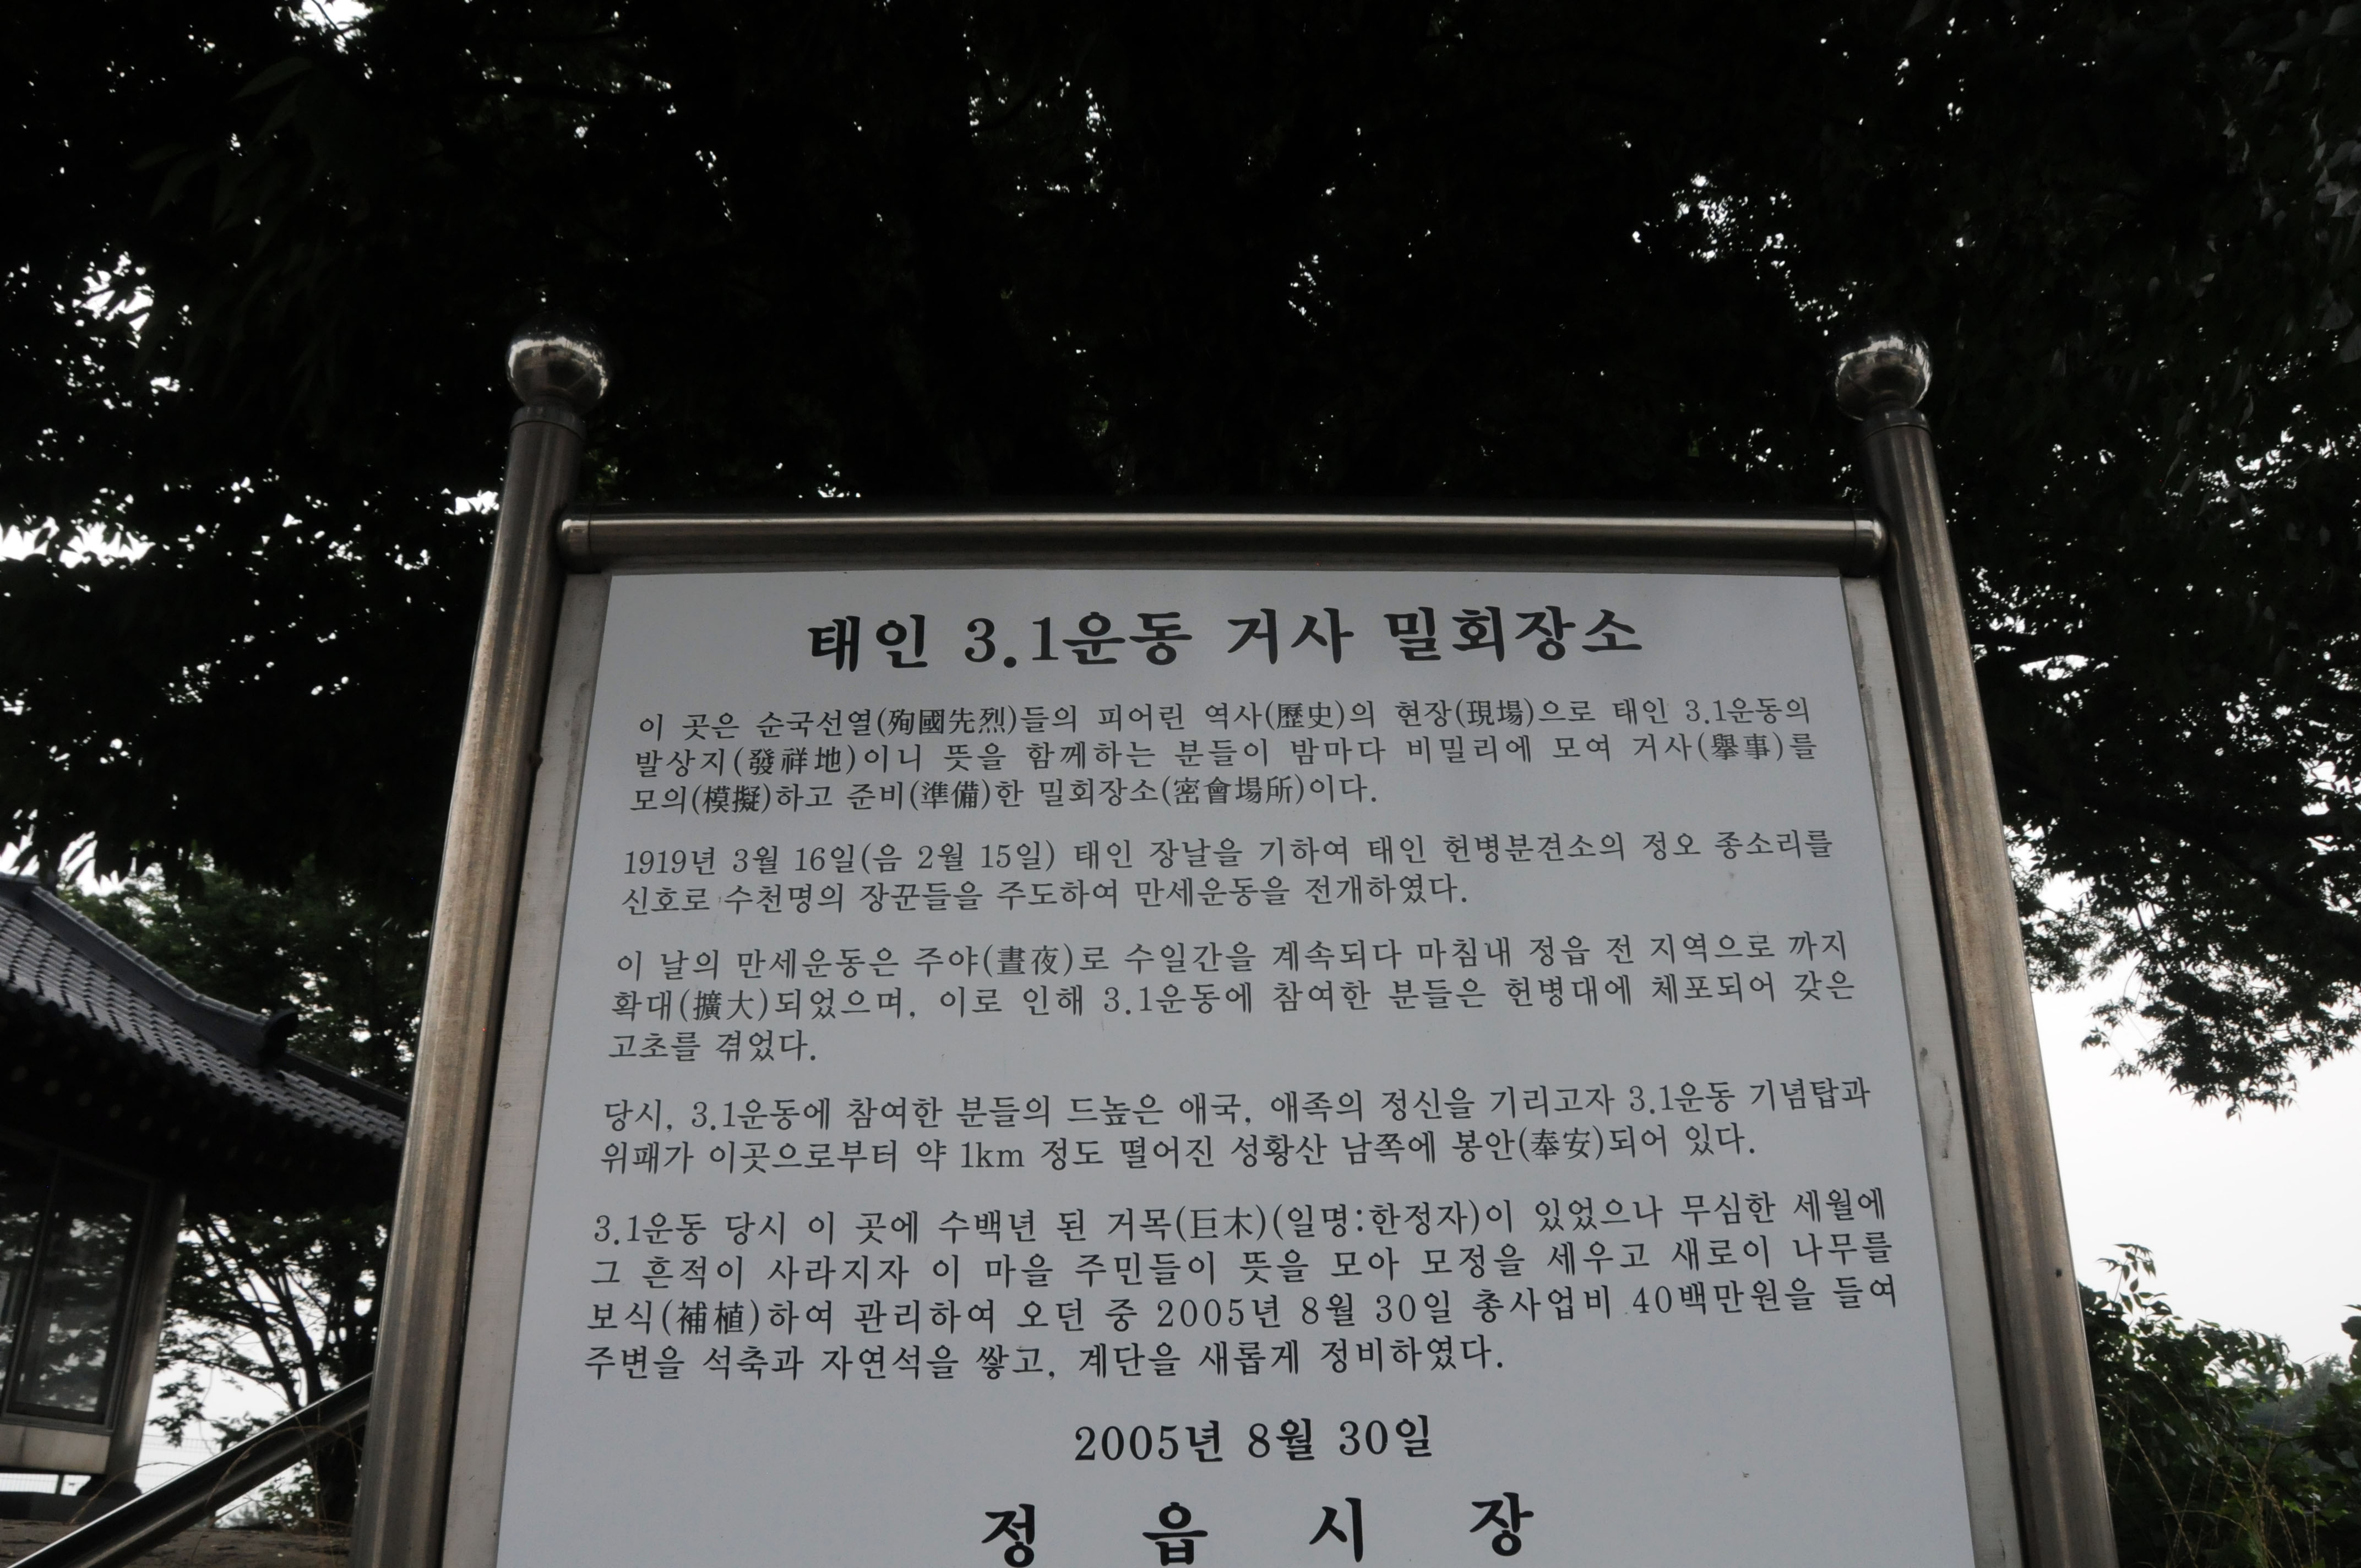 태인 3.1운동 거사 밀회장소
이 곳은 순국선열(殉國先烈)들의 피어린 역사(歷史)의 현장(現場)으로 태인 3.1운동의
발상지(發祥地)이니 뜻을 함께하는 분들이 밤마다 비밀리에 모여 거사(擧事)를
모의(模擬)하고 준비(準備)한 밀회장소(密會場所)이다.
1919년 3월 16일(음 2월 15일) 태인 장날을 기하여 태인 헌병분견소의 정오 종소리를
신호로 수천명의 장꾼들을 주도하여 만세운동을 전개하였다.
이 날의 만세운동은 주야(晝夜)로 수일간을 계속되다 마침내 정읍 전 지역으로 까지
확대(擴大)되었으며, 이로 인해 3.1운동에 참여한 분들은 헌병대에 체포되어 갖은
고초를 겪었다.
당시, 3.1운동에 참여한 분들의 드높은 애국, 애족의 정신을 기리고자 3.1운동 기념탑과
위패가 이곳으로부터 약 1km 정도 떨어진 성황산 남쪽에 봉안(奉安)되어 있다.
3.1운동 당시 이 곳에 수백년 된 거목(巨木)(일명:한정자)이 있었으나 무심한 세월에
그 흔적이 사라지자 이 마을 주민들이 뜻을 모아 모정을 세우고 새로이 나무를
보식(補植)하여 관리하여 오던 중 2005년 8월 30일 총사업비 40백만원을 들여
주변을 석축과 자연석을 쌓고, 계단을 새롭게 정비하였다.
2005년 8월 30일
정 읍 시 장